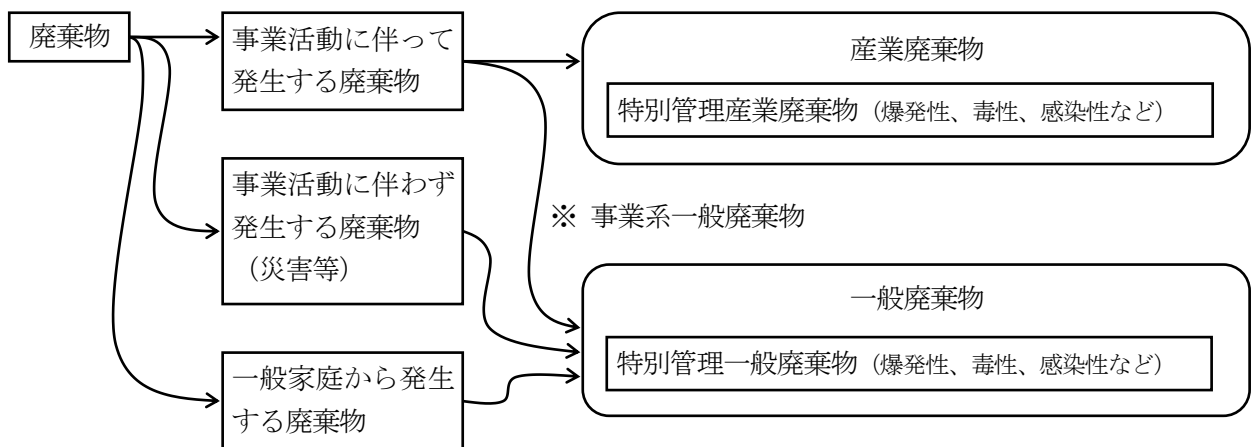 廃棄物
事業活動に伴って
発生する廃棄物
産業廃棄物
特別管理産業廃棄物（爆発性、毒性、感染性など）
事業活動に伴わず
発生する廃棄物
（災害等）
※ 事業系一般廃棄物
一般廃棄物
特別管理一般廃棄物（爆発性、毒性、感染性など）
一般家庭から発生
する廃棄物